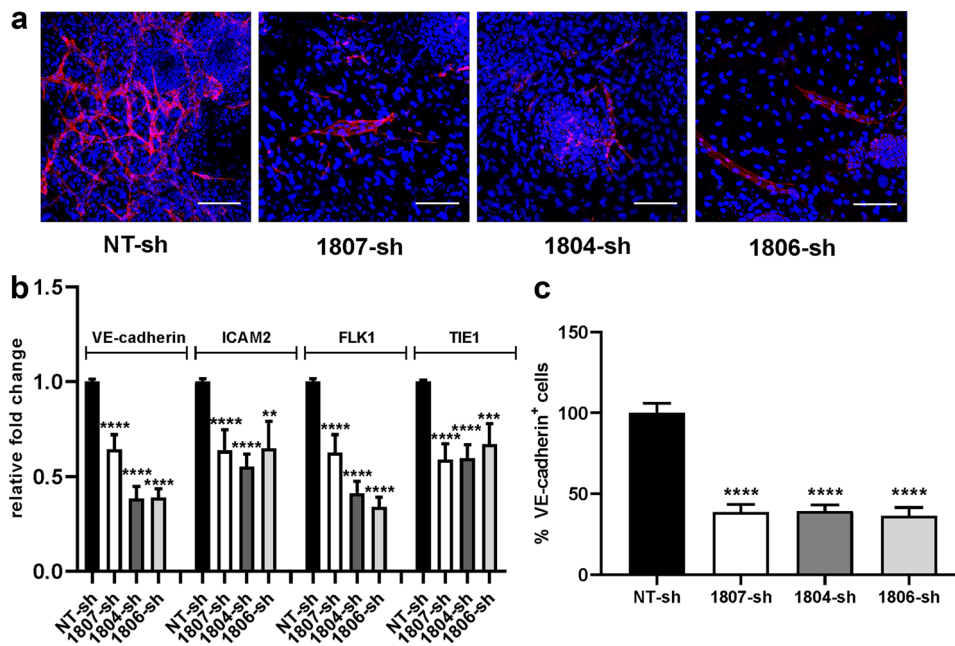 a
NT-sh 1807-sh 1804-sh 1806-sh
b
relative fold change
1.5
1.0
0.5
0.0
VE-cadherin ICAM2 FLK1 TIE1
**** **** ****
**** **** **
**** **** ****
**** **** ***
NT-sh 1807-sh 1804-sh 1806-sh NT-sh 1807-sh 1804-sh 1806-sh NT-sh 1807-sh 1804-sh 1806-sh NT-sh 1807-sh 1804-sh 1806-sh
c
% VE-cadherin⁺ cells
150
100
50
0
**** **** ****
NT-sh 1807-sh 1804-sh 1806-sh